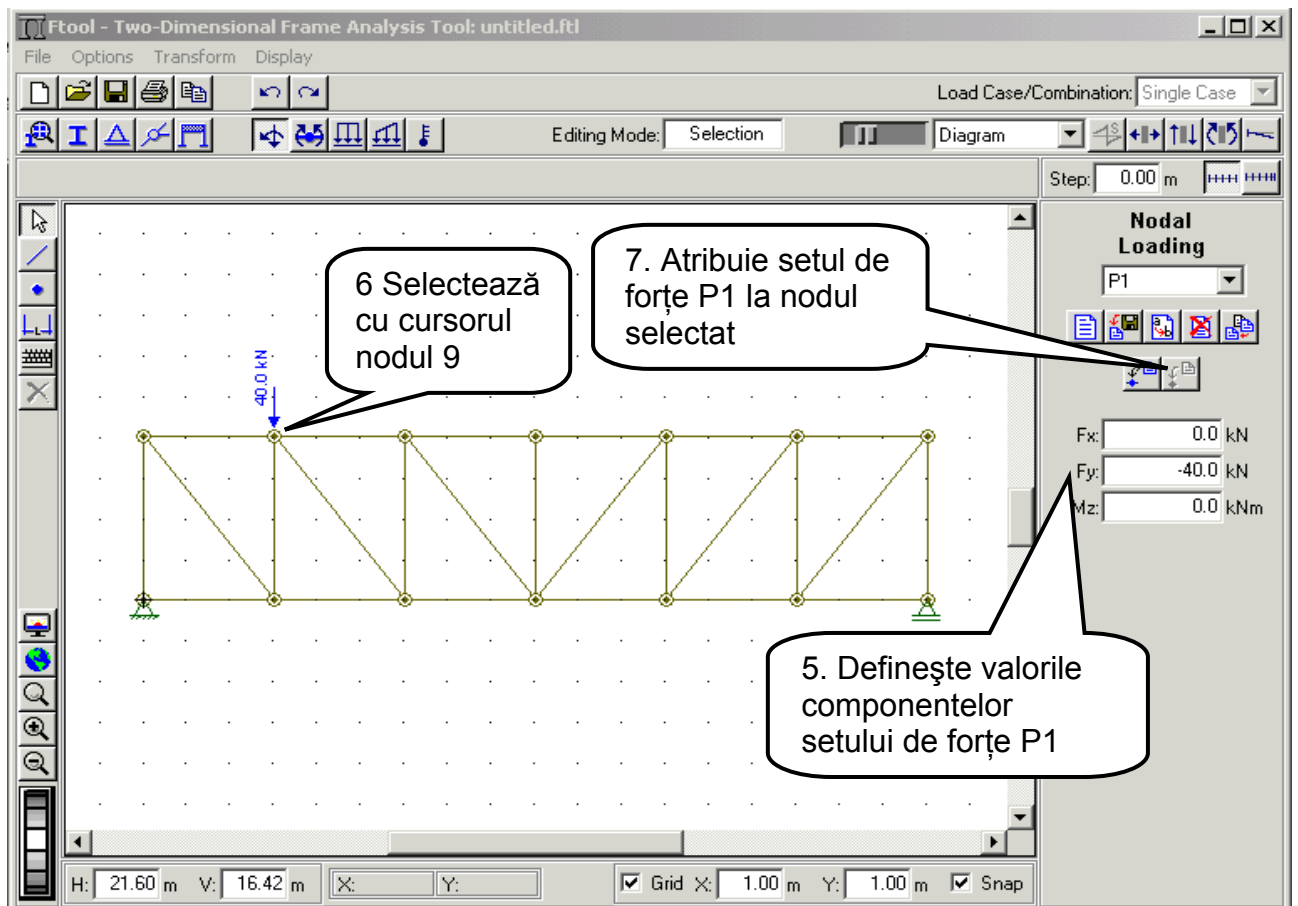 Ftool - Two-Dimensional Frame Analysis Tool: untitled.ftl
File Options Transform Display
Load Case/Combination: Single Case
Editing Mode: Selection Diagram
Step: 0.00 m
Nodal
Loading
P1
6 Selectează
cu cursorul
nodul 9
7. Atribuie setul de
forțe P1 la nodul
selectat
40.0 kN
Fx: 0.0 kN
Fy: -40.0 kN
Mz: 0.0 kNm
5. Defineşte valorile
componentelor
setului de forțe P1
H: 21.60 m V: 16.42 m X: Y: Grid X: 1.00 m Y: 1.00 m Snap